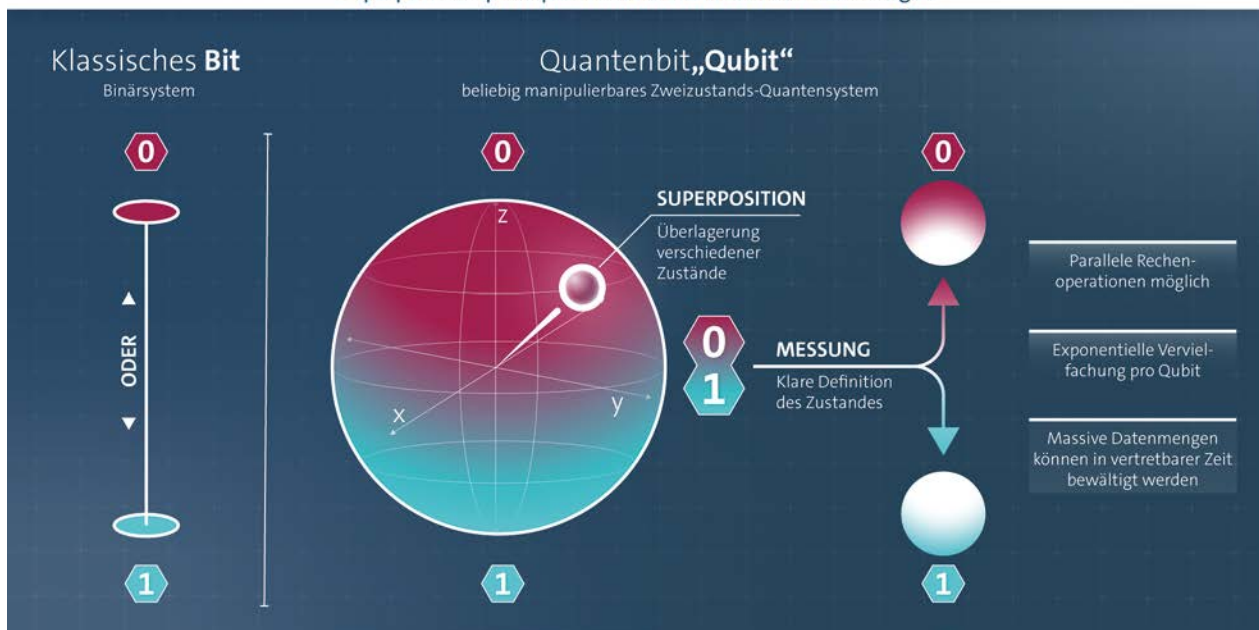 Klassisches Bit
Binärsystem
0
ODER
1
Quantenbit„Qubit“
beliebig manipulierbares Zweizustands-Quantensystem
0
z
x
y
1
SUPERPOSITION
Überlagerung
verschiedener
Zustände
0
1
MESSUNG
Klare Definition
des Zustandes
0
1
Parallele Rechen-
operationen möglich
Exponentielle Verviel-
fachung pro Qubit
Massive Datenmengen
können in vertretbarer Zeit
bewältigt werden